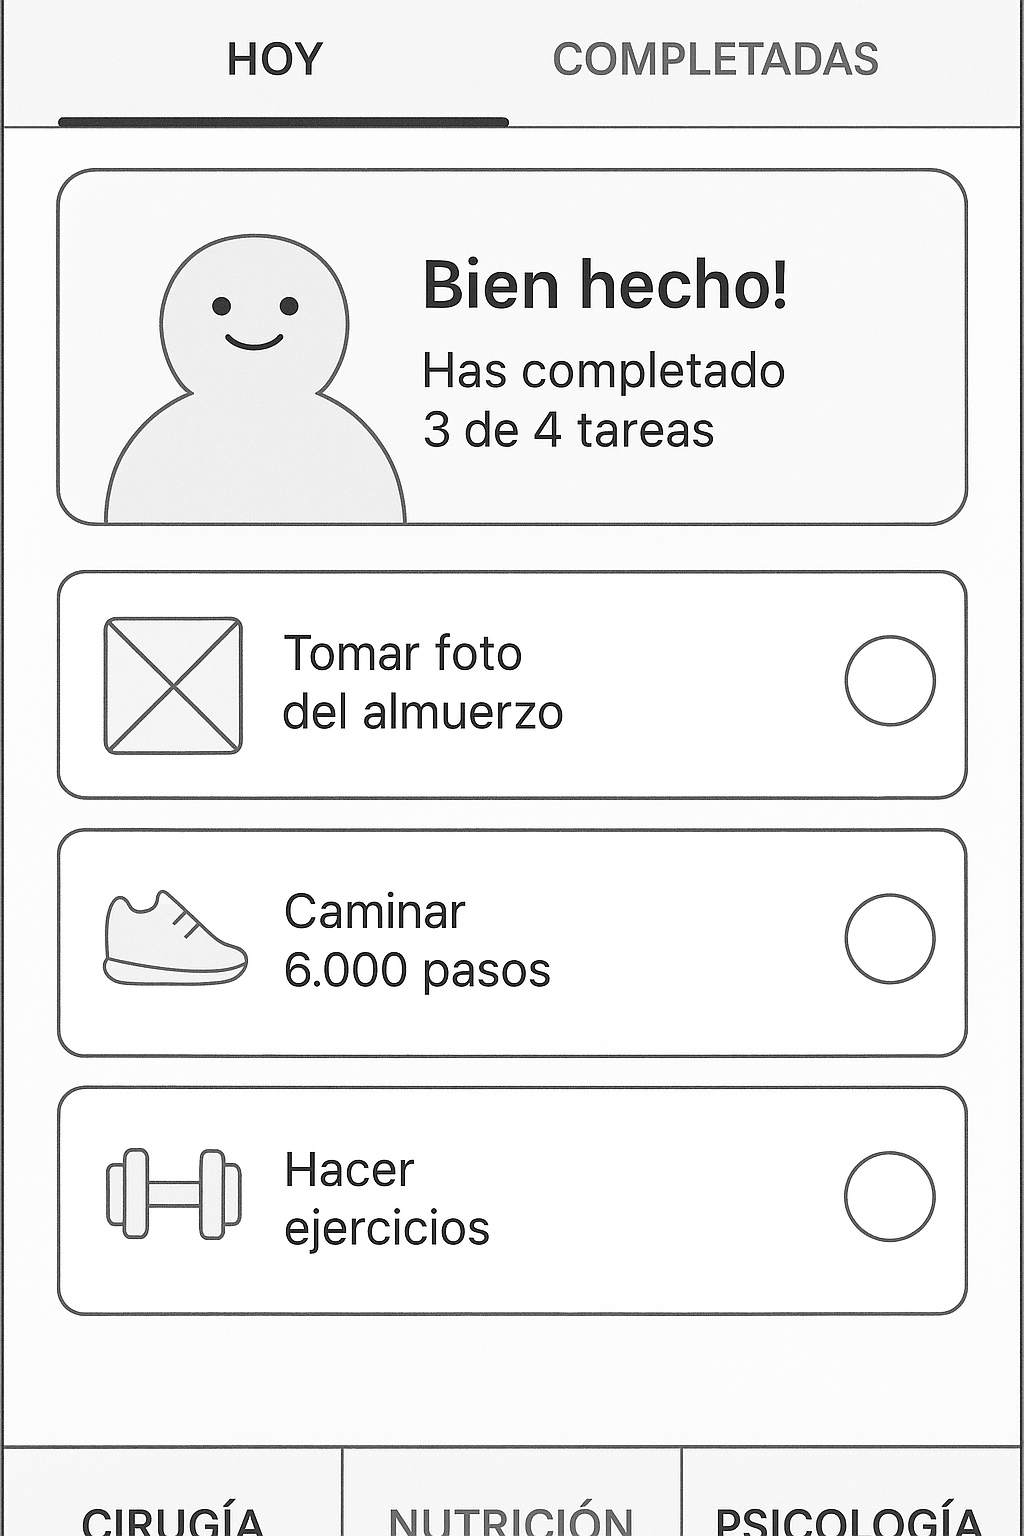 HOY
COMPLETADAS
Bien hecho!
Has completado
3 de 4 tareas
Tomar foto
del almuerzo
Caminar
6.000 pasos
Hacer
ejercicios
CIRUGÍA
NUTRICIÓN
PSICOLOGÍA